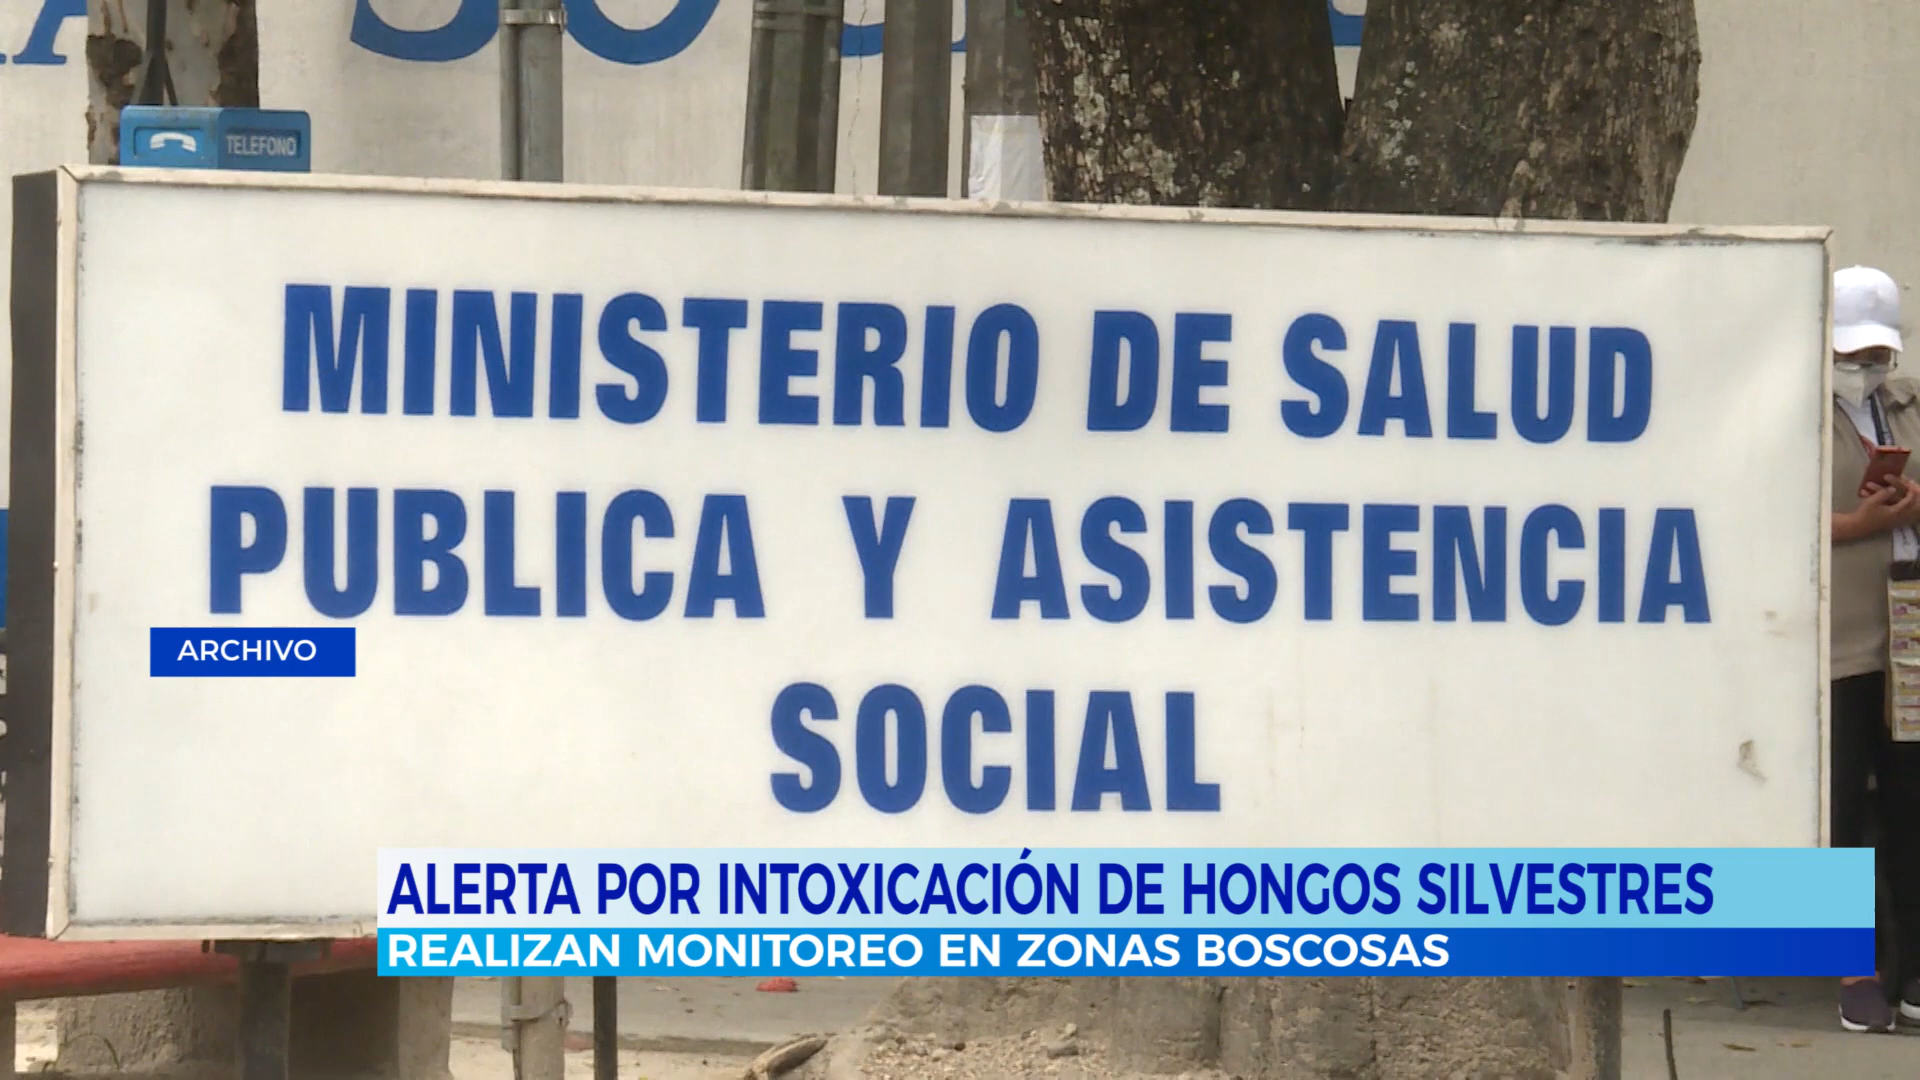 TELEFONO
MINISTERIO DE SALUD
PUBLICA Y ASISTENCIA
SOCIAL
ARCHIVO
ALERTA POR INTOXICACIÓN DE HONGOS SILVESTRES
REALIZAN MONITOREO EN ZONAS BOSCOSAS